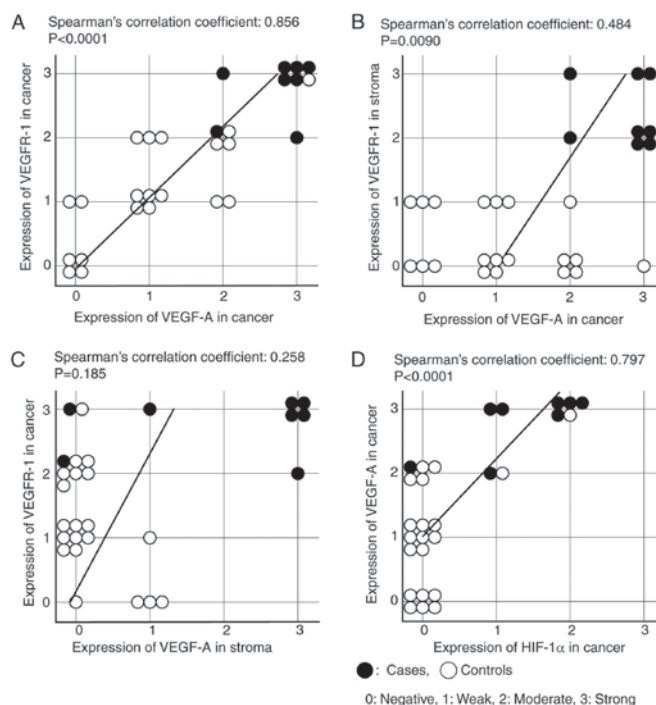 A
Spearman's correlation coefficient: 0.856
P<0.0001
Expression of VEGFR-1 in cancer
3
2
1
0
0 1 2 3
Expression of VEGF-A in cancer
B
Spearman's correlation coefficient: 0.484
P=0.0090
Expression of VEGFR-1 in stroma
3
2
1
0
0 1 2 3
Expression of VEGF-A in cancer
C
Spearman's correlation coefficient: 0.258
P=0.185
Expression of VEGFR-1 in cancer
3
2
1
0
0 1 3
Expression of VEGF-A in stroma
D
Spearman's correlation coefficient: 0.797
P<0.0001
Expression of VEGF-A in cancer
3
2
1
0
0 1 2 3
Expression of HIF-1α in cancer
: Cases, Controls
0: Negative, 1: Weak, 2: Moderate, 3: Strong